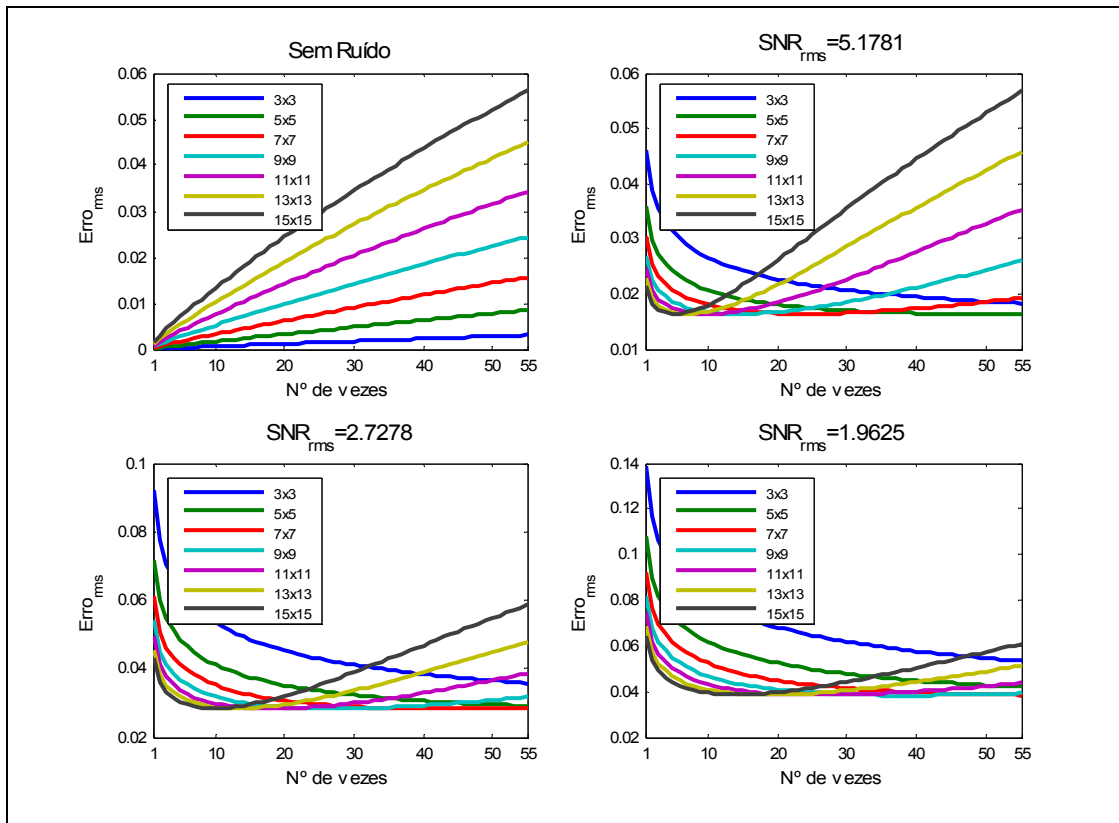 Sem Ruído
Erro rms
0.06
0.05
0.04
0.03
0.02
0.01
0
3x3
5x5
7x7
9x9
11x11
13x13
15x15
1 10 20 30 40 50 55
Nº de vezes
SNR rms=5.1781
Erro rms
0.06
0.05
0.04
0.03
0.02
0.01
3x3
5x5
7x7
9x9
11x11
13x13
15x15
1 10 20 30 40 50 55
Nº de vezes
SNR rms=2.7278
Erro rms
0.1
0.08
0.06
0.04
0.02
3x3
5x5
7x7
9x9
11x11
13x13
15x15
1 10 20 30 40 50 55
Nº de vezes
SNR rms=1.9625
Erro rms
0.14
0.12
0.1
0.08
0.06
0.04
0.02
3x3
5x5
7x7
9x9
11x11
13x13
15x15
1 10 20 30 40 50 55
Nº de vezes